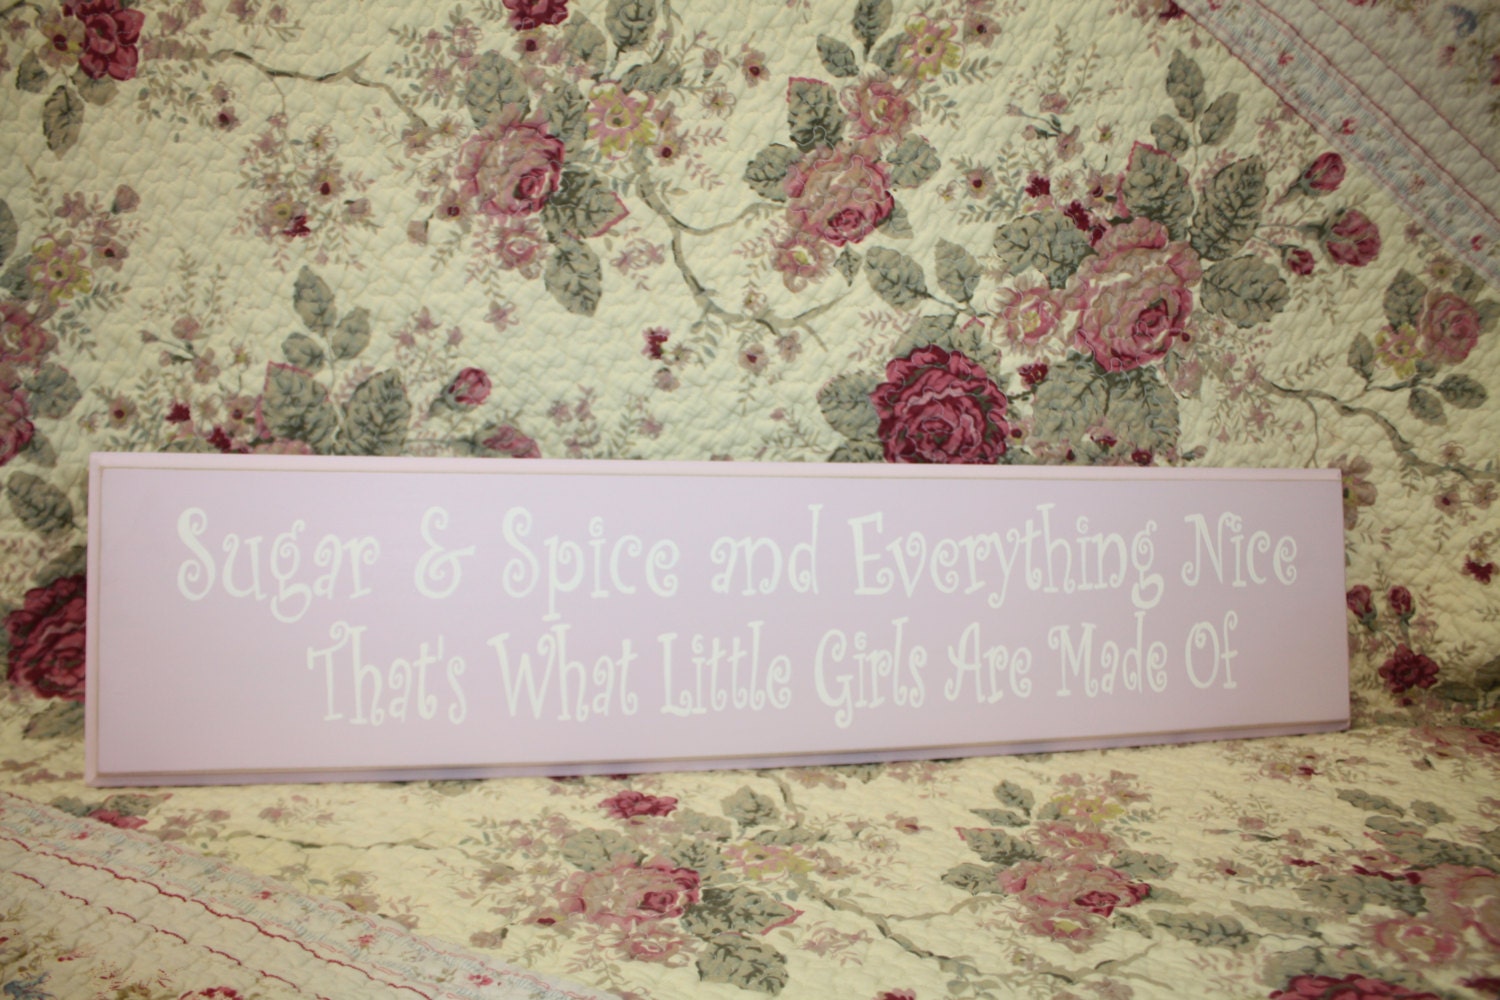 Sugar & Spice and Everything Nice
That's What Little Girls Are Made Of